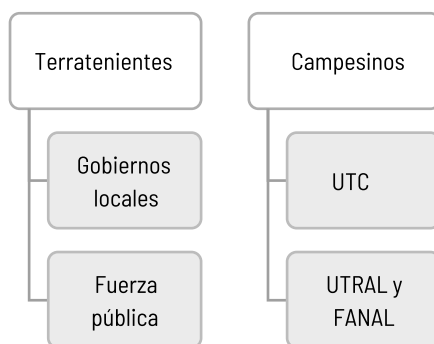 Terratenientes
Gobiernos
locales
Fuerza
pública
Campesinos
UTC
UTRAL y
FANAL